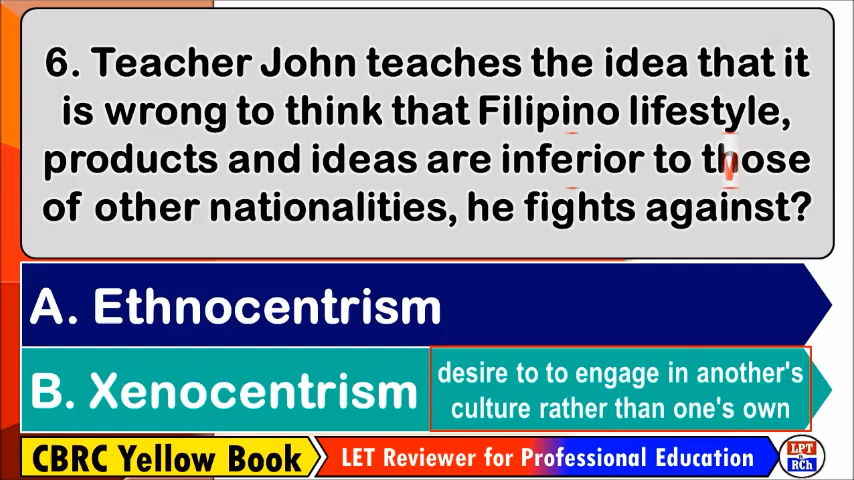 6. Teacher John teaches the idea that it
is wrong to think that Filipino lifestyle,
products and ideas are inferior to those
of other nationalities, he fights against?
A. Ethnocentrism
B. Xenocentrism
desire to to engage in another's
culture rather than one's own
CBRC Yellow Book
LET Reviewer for Professional Education
LPT
RCh